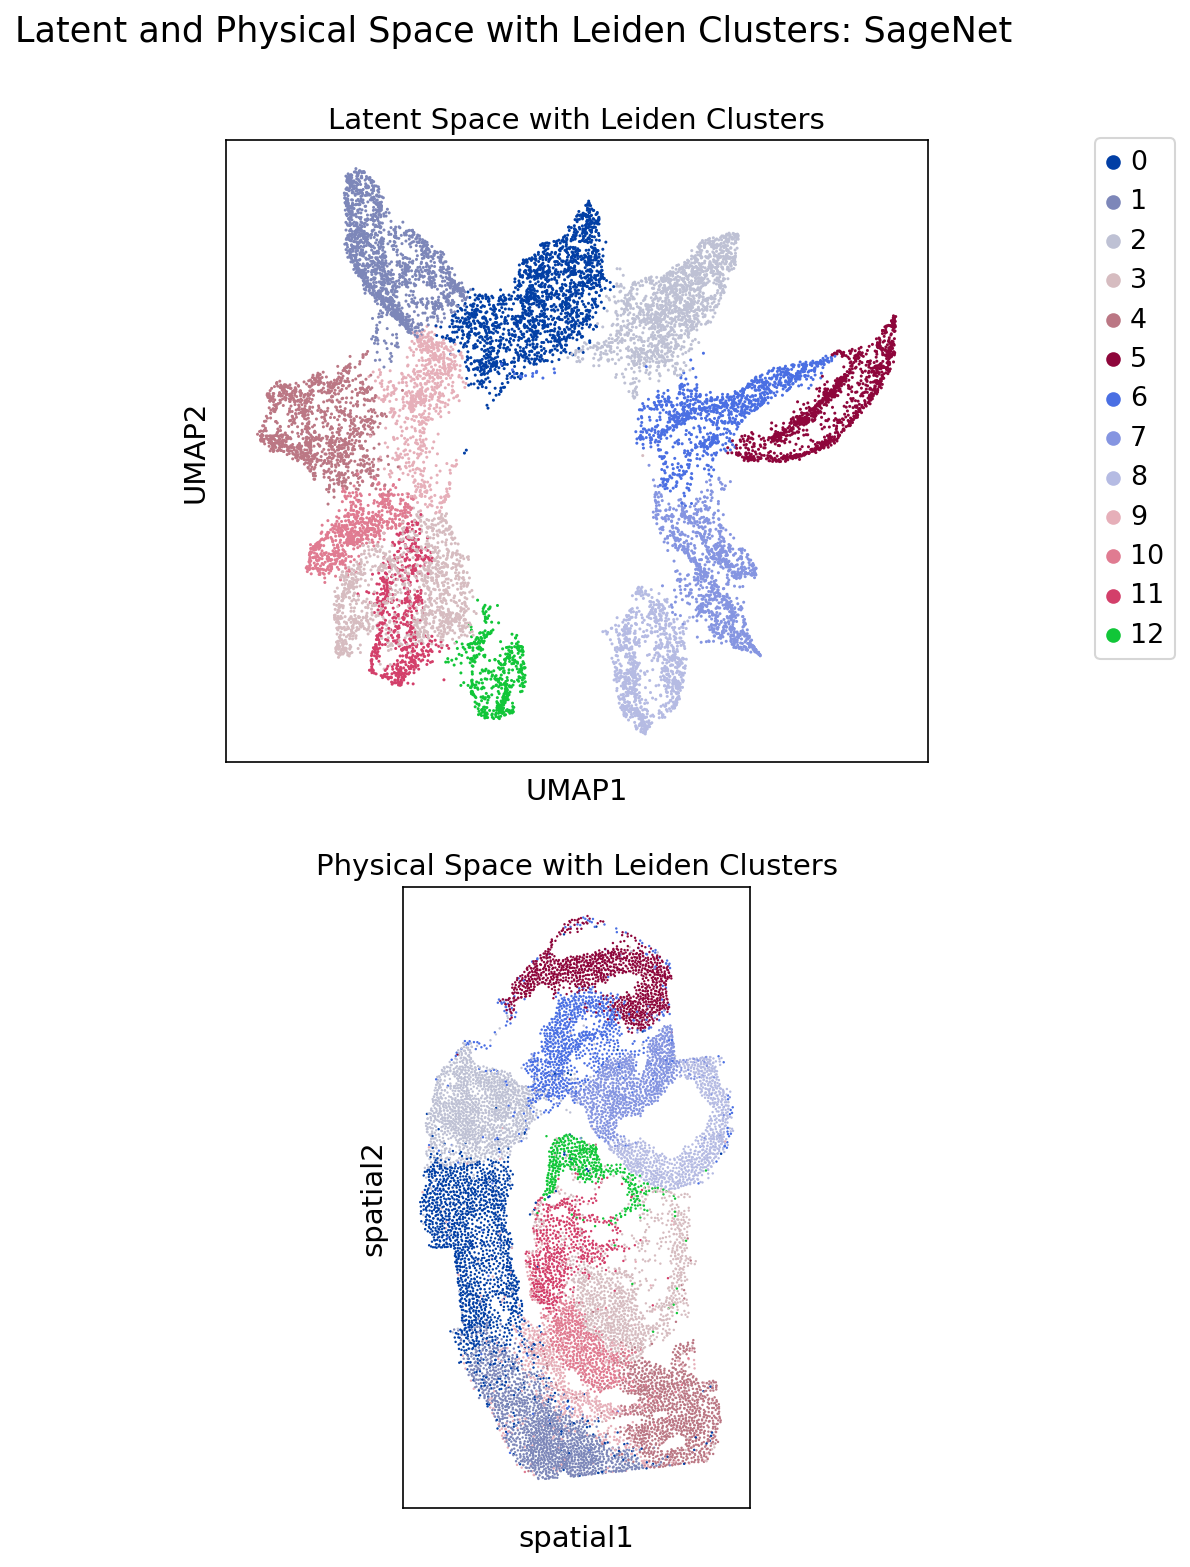 Latent and Physical Space with Leiden Clusters: SageNet
Latent Space with Leiden Clusters
0
1
2
3
4
5
6
7
8
9
10
11
12
UMAP2
UMAP1
Physical Space with Leiden Clusters
spatial2
spatial1